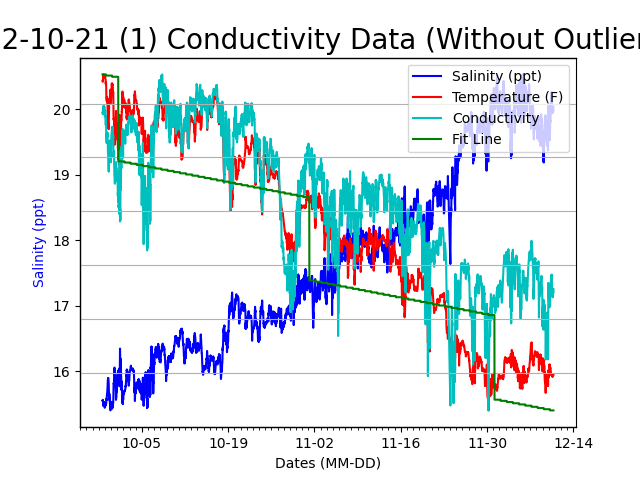 2-10-21 (1) Conductivity Data (Without Outlier
Salinity (ppt)
Temperature (F)
Conductivity
Fit Line
Salinity (ppt)
20
19
18
17
16
10-05 10-19 11-02 11-16 11-30 12-14
Dates (MM-DD)